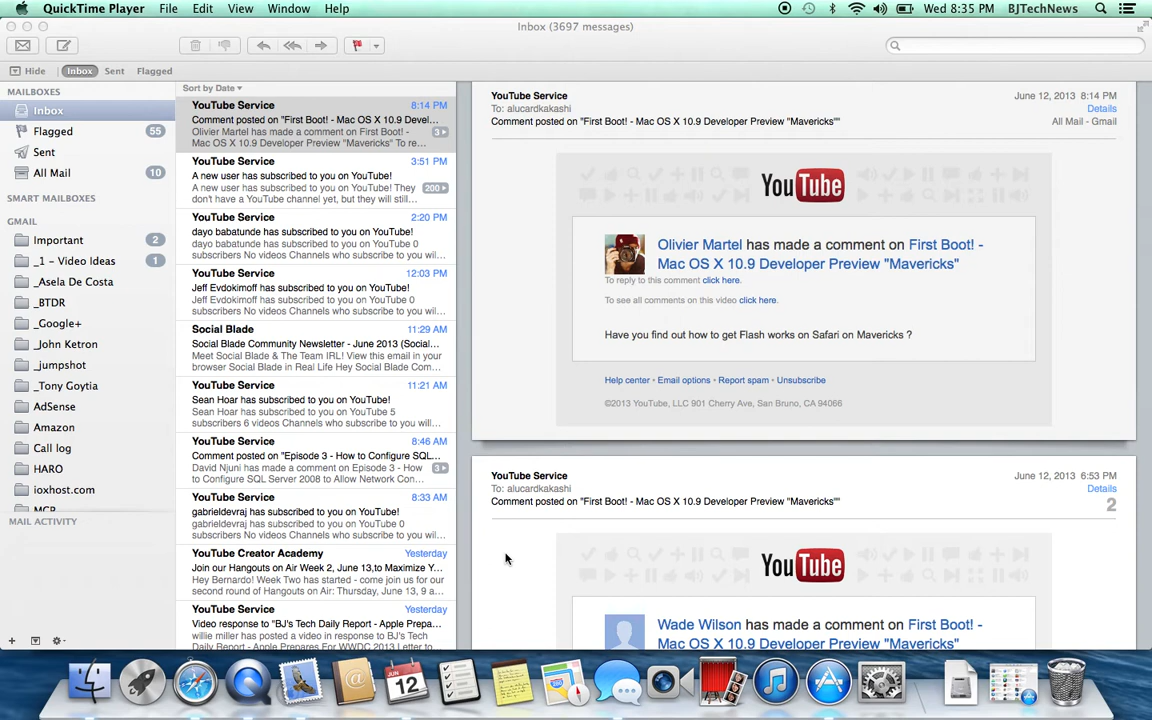 QuickTime Player File Edit View Window Help Wed 8:35 PM BJTechNews
Inbox (3697 messages)
Hide Inbox Sent Flagged
MAILBOXES
Inbox
Flagged 55
Sent
All Mail 10
SMART MAILBOXES
GMAIL
Important 2
_1 - Video Ideas 1
_Asela De Costa
_BTDR
_Google+
_John Ketron
_jumpshot
_Tony Goytia
AdSense
Amazon
Call log
HARO
ioxhost.com
MAIL ACTIVITY
Sort by Date
YouTube Service 8:14 PM
Comment posted on "First Boot! - Mac OS X 10.9 Devel...
Olivier Martel has made a comment on First Boot! - 3
Mac OS X 10.9 Developer Preview "Mavericks" To re...
YouTube Service 3:51 PM
A new user has subscribed to you on YouTube!
A new user has subscribed to you on YouTube! They 200
don't have a YouTube channel yet, but they will still...
YouTube Service 2:20 PM
dayo babatunde has subscribed to you on YouTube!
dayo babatunde has subscribed to you on YouTube 0
subscribers No videos Channels who subscribe to you will...
YouTube Service 12:03 PM
Jeff Evdokimoff has subscribed to you on YouTube!
Jeff Evdokimoff has subscribed to you on YouTube 0
subscribers No videos Channels who subscribe to you will...
Social Blade 11:29 AM
Social Blade Community Newsletter - June 2013 (Social...
Meet Social Blade & The Team IRL! View this email in your
browser Social Blade in Real Life Hey Social Blade Com...
YouTube Service 11:21 AM
Sean Hoar has subscribed to you on YouTube!
Sean Hoar has subscribed to you on YouTube 5
subscribers 6 videos Channels who subscribe to you will...
YouTube Service 8:46 AM
Comment posted on "Episode 3 - How to Configure SQL...
David Njuni has made a comment on Episode 3 - How 3
to Configure SQL Server 2008 to Allow Network Con...
YouTube Service 8:33 AM
gabrieldevraj has subscribed to you on YouTube!
gabrieldevraj has subscribed to you on YouTube 0
subscribers No videos Channels who subscribe to you will...
YouTube Creator Academy Yesterday
Join our Hangouts on Air Week 2, June 13,to Maximize Y...
Hey Bernardo! Week Two has started - come join us for our
second round of Hangouts on Air: Thursday, June 13, 9 a...
YouTube Service Yesterday
Video response to "BJ's Tech Daily Report - Apple Prepa...
willie miller has posted a video in response to BJ's Tech
Daily Report - Apple Prepares For WWDC 2013 Letter to...
YouTube Service June 12, 2013 8:14 PM
To: alucardkakashi Details
Comment posted on "First Boot! - Mac OS X 10.9 Developer Preview "Mavericks"" All Mail - Gmail
YouTube
Olivier Martel has made a comment on First Boot! -
Mac OS X 10.9 Developer Preview "Mavericks"
To reply to this comment click here.
To see all comments on this video click here.
Have you find out how to get Flash works on Safari on Mavericks ?
Help center • Email options • Report spam • Unsubscribe
©2013 YouTube, LLC 901 Cherry Ave, San Bruno, CA 94066
YouTube Service June 12, 2013 6:53 PM
To: alucardkakashi Details
Comment posted on "First Boot! - Mac OS X 10.9 Developer Preview "Mavericks"" 2
YouTube
Wade Wilson has made a comment on First Boot! -
Mac OS X 10.9 Developer Preview "Mavericks"
JUN
12